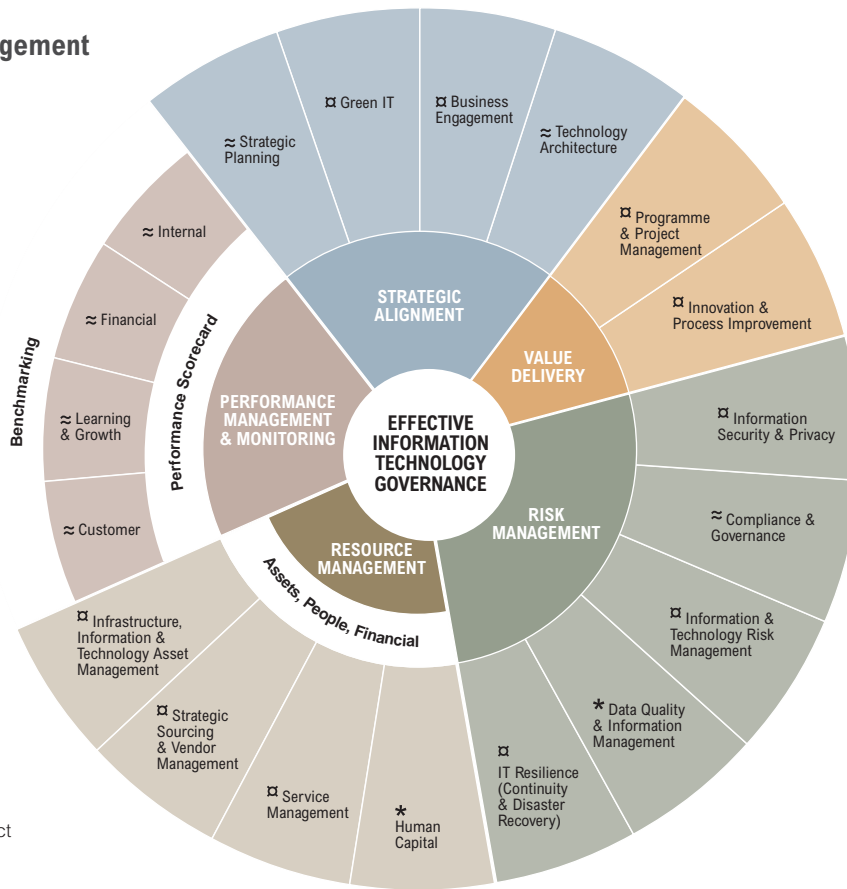 gement
≈ Strategic
Planning
¤ Green IT
¤ Business
Engagement
≈ Technology
Architecture
¤ Programme
& Project
Management
¤ Innovation &
Process Improvement
¤ Information
Security & Privacy
≈ Compliance &
Governance
¤ Information &
Technology Risk
Management
* Data Quality
& Information
Management
¤
IT Resilience
(Continuity
& Disaster
Recovery)
*
Human
Capital
¤ Service
Management
¤ Strategic
Sourcing
& Vendor
Management
¤ Infrastructure,
Information &
Technology Asset
Management
≈ Customer
≈ Learning
& Growth
≈ Financial
≈ Internal
Benchmarking
Performance Scorecard
Assets, People, Financial
STRATEGIC
ALIGNMENT
VALUE
DELIVERY
RISK
MANAGEMENT
RESOURCE
MANAGEMENT
PERFORMANCE
MANAGEMENT
& MONITORING
EFFECTIVE
INFORMATION
TECHNOLOGY
GOVERNANCE
ct